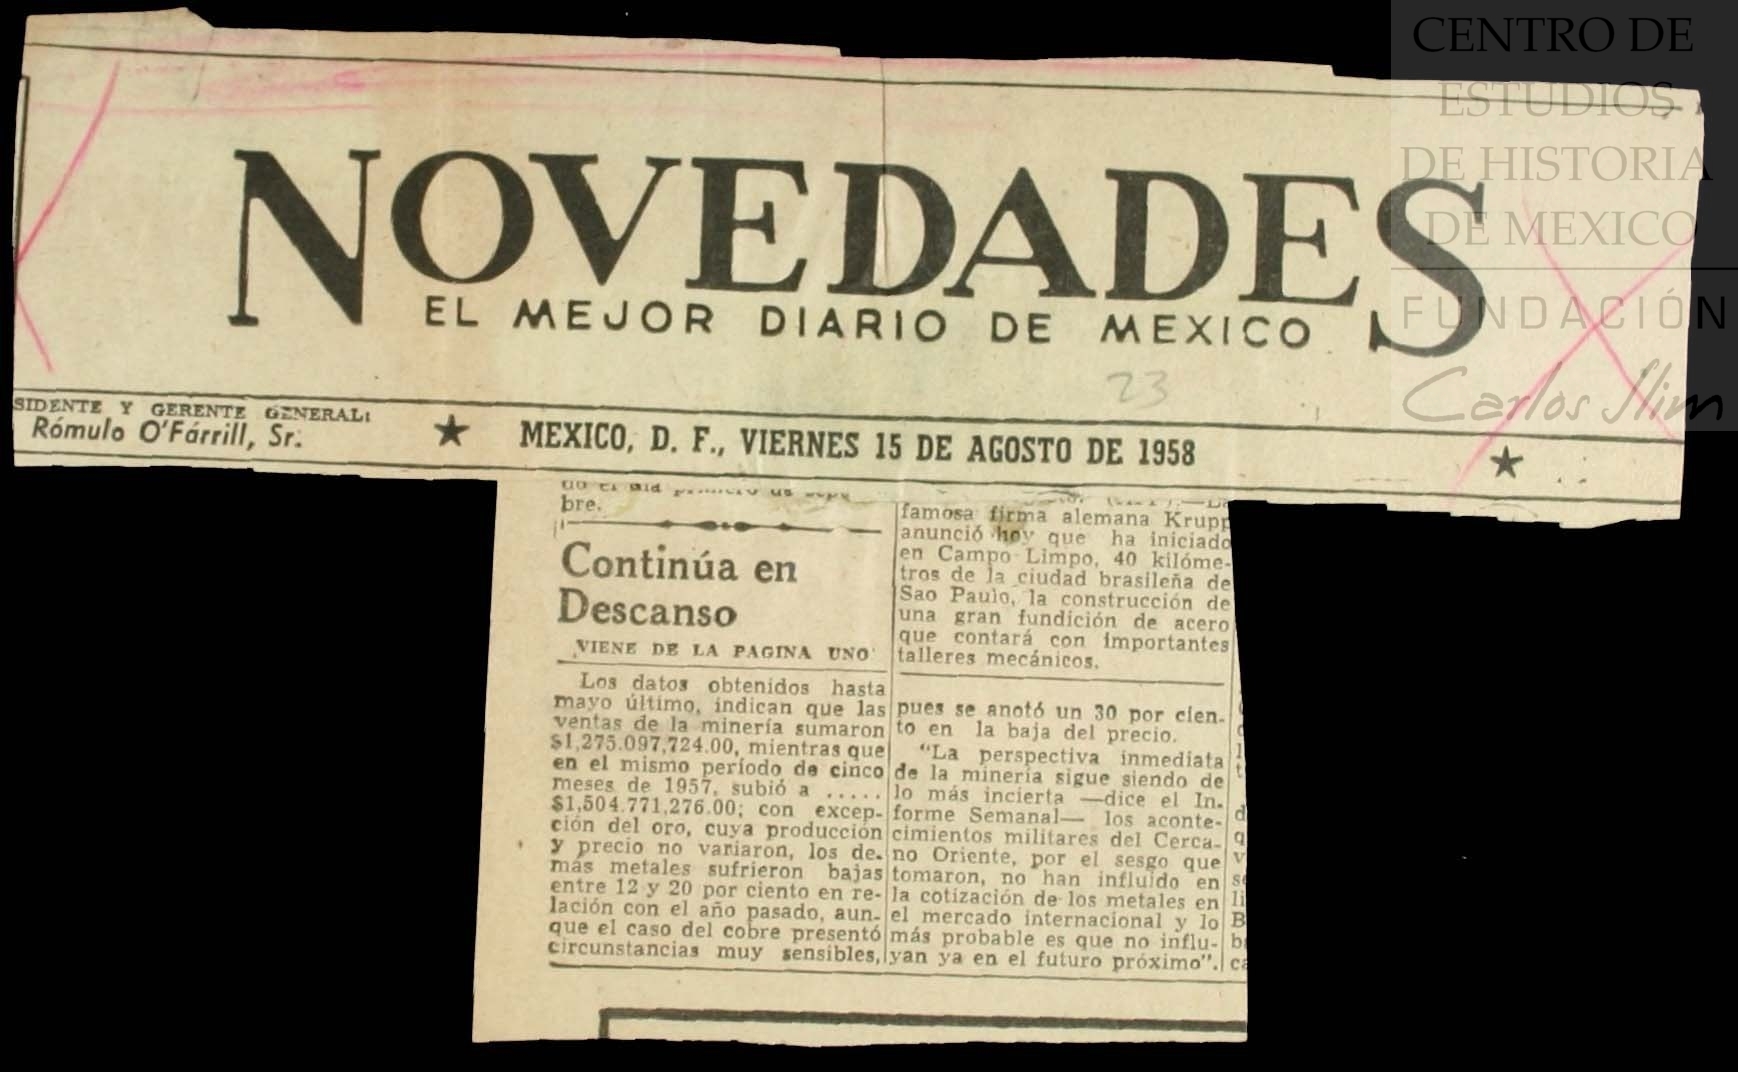 CENTRO DE
ESTUDIOS
DE HISTORIA
DE MEXICO
FUNDACIÓN
Carlos Slim
NOVEDADES
EL MEJOR DIARIO DE MEXICO
23
SIDENTE Y GERENTE GENERAL:
Rómulo O'Fárrill, Sr.
MEXICO, D. F., VIERNES 15 DE AGOSTO DE 1958
do el día primero de sep
bre.
Continúa en
Descanso
VIENE DE LA PAGINA UNO
Los datos obtenidos hasta
mayo último, indican que las
ventas de la minería sumaron
$1,275.097,724.00, mientras que
en el mismo período de cinco
meses de 1957, subió a .....
$1,504.771,276.00; con excep-
ción del oro, cuya producción
y precio no variaron, los de-
más metales sufrieron bajas
entre 12 y 20 por ciento en re-
lación con el año pasado, aun-
que el caso del cobre presentó
circunstancias muy sensibles,
famosa firma alemana Krupp
anunció hoy que ha iniciado
en Campo Limpo, 40 kilóme-
tros de la ciudad brasileña de
Sao Paulo, la construcción de
una gran fundición de acero
que contará con importantes
talleres mecánicos.
pues se anotó un 30 por cien-
to en la baja del precio.
"La perspectiva inmediata
de la minería sigue siendo de
lo más incierta —dice el In-
forme Semanal— los aconte-
cimientos militares del Cerca-
no Oriente, por el sesgo que
tomaron, no han influído en
la cotización de los metales en
el mercado internacional y lo
más probable es que no influ-
yan ya en el futuro próximo".